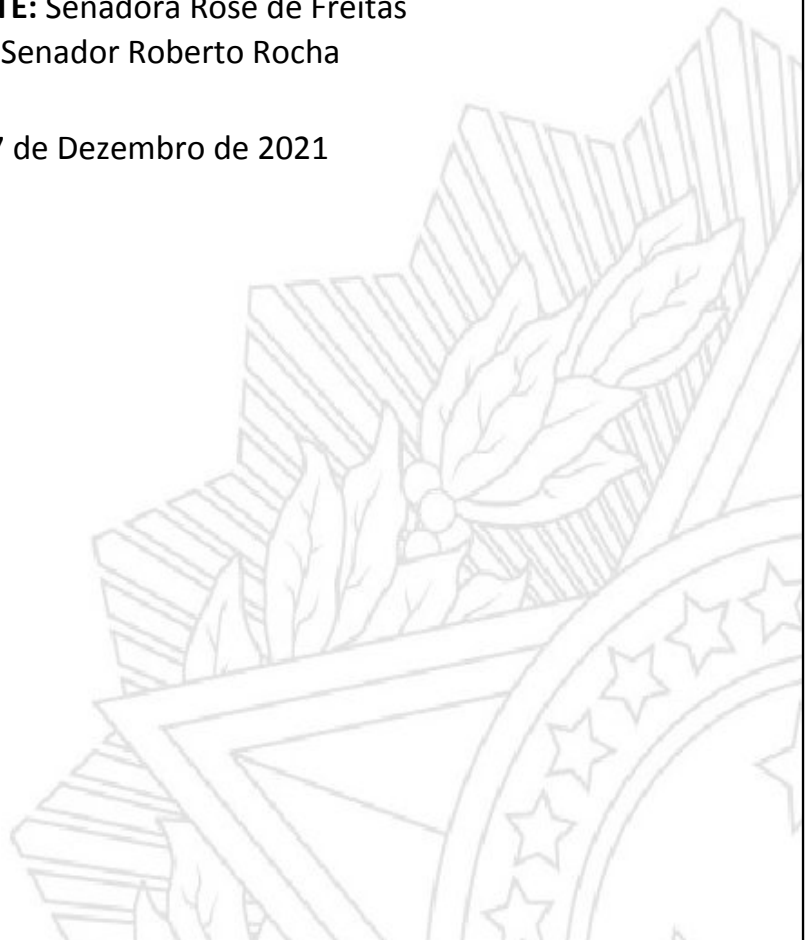 TE: Senadora Rose de Freitas
Senador Roberto Rocha
7 de Dezembro de 2021